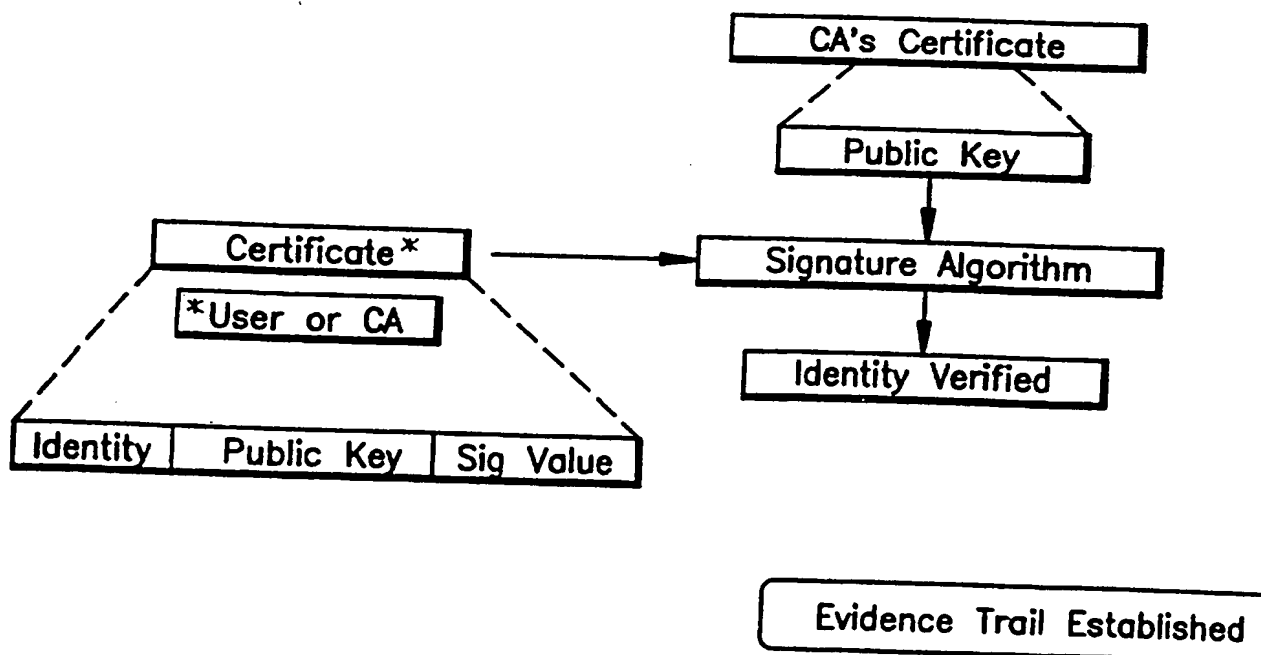 CA's Certificate
Public Key
Certificate*
Signature Algorithm
*User or CA
Identity Verified
Identity Public Key Sig Value
Evidence Trail Established